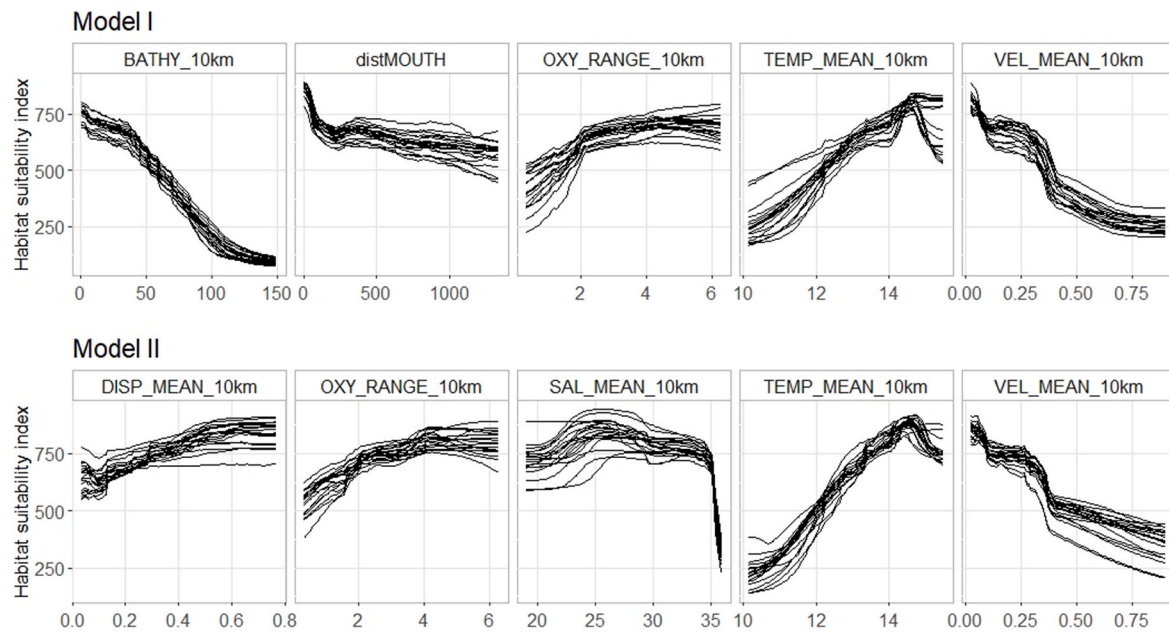 Model I
BATHY_10km distMOUTH OXY_RANGE_10km TEMP_MEAN_10km VEL_MEAN_10km
Habitat suitability index
750
500
250
0 50 100 150 0 500 1000 2 4 6 10 12 14 0.00 0.25 0.50 0.75
Model II
DISP_MEAN_10km OXY_RANGE_10km SAL_MEAN_10km TEMP_MEAN_10km VEL_MEAN_10km
Habitat suitability index
750
500
250
0.0 0.2 0.4 0.6 0.8 2 4 6 20 25 30 35 10 12 14 0.00 0.25 0.50 0.75